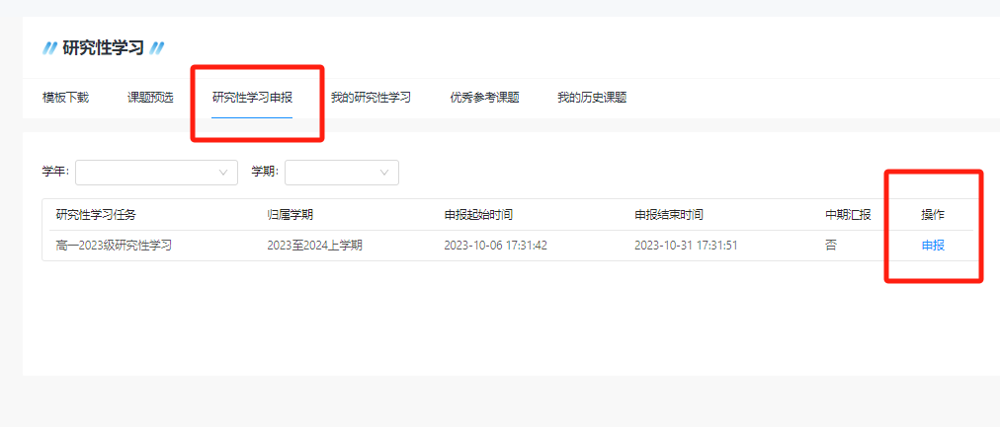 研究性学习
模板下载 课题预选 研究性学习申报 我的研究性学习 优秀参考课题 我的历史课题
学年: 学期:
研究性学习任务 归属学期 申报起始时间 申报结束时间 中期汇报 操作
高一2023级研究性学习 2023至2024上学期 2023-10-06 17:31:42 2023-10-31 17:31:51 否 申报